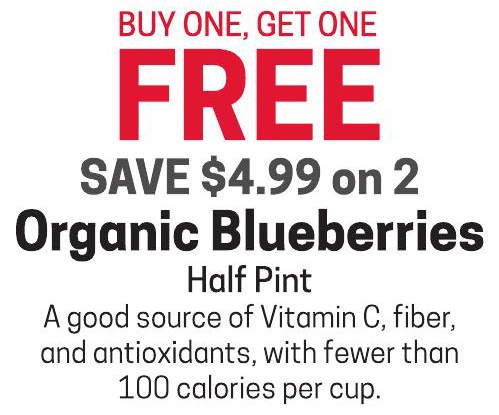 BUY ONE, GET ONE
FREE
SAVE $4.99 on 2
Organic Blueberries
Half Pint
A good source of Vitamin C, fiber,
and antioxidants, with fewer than
100 calories per cup.